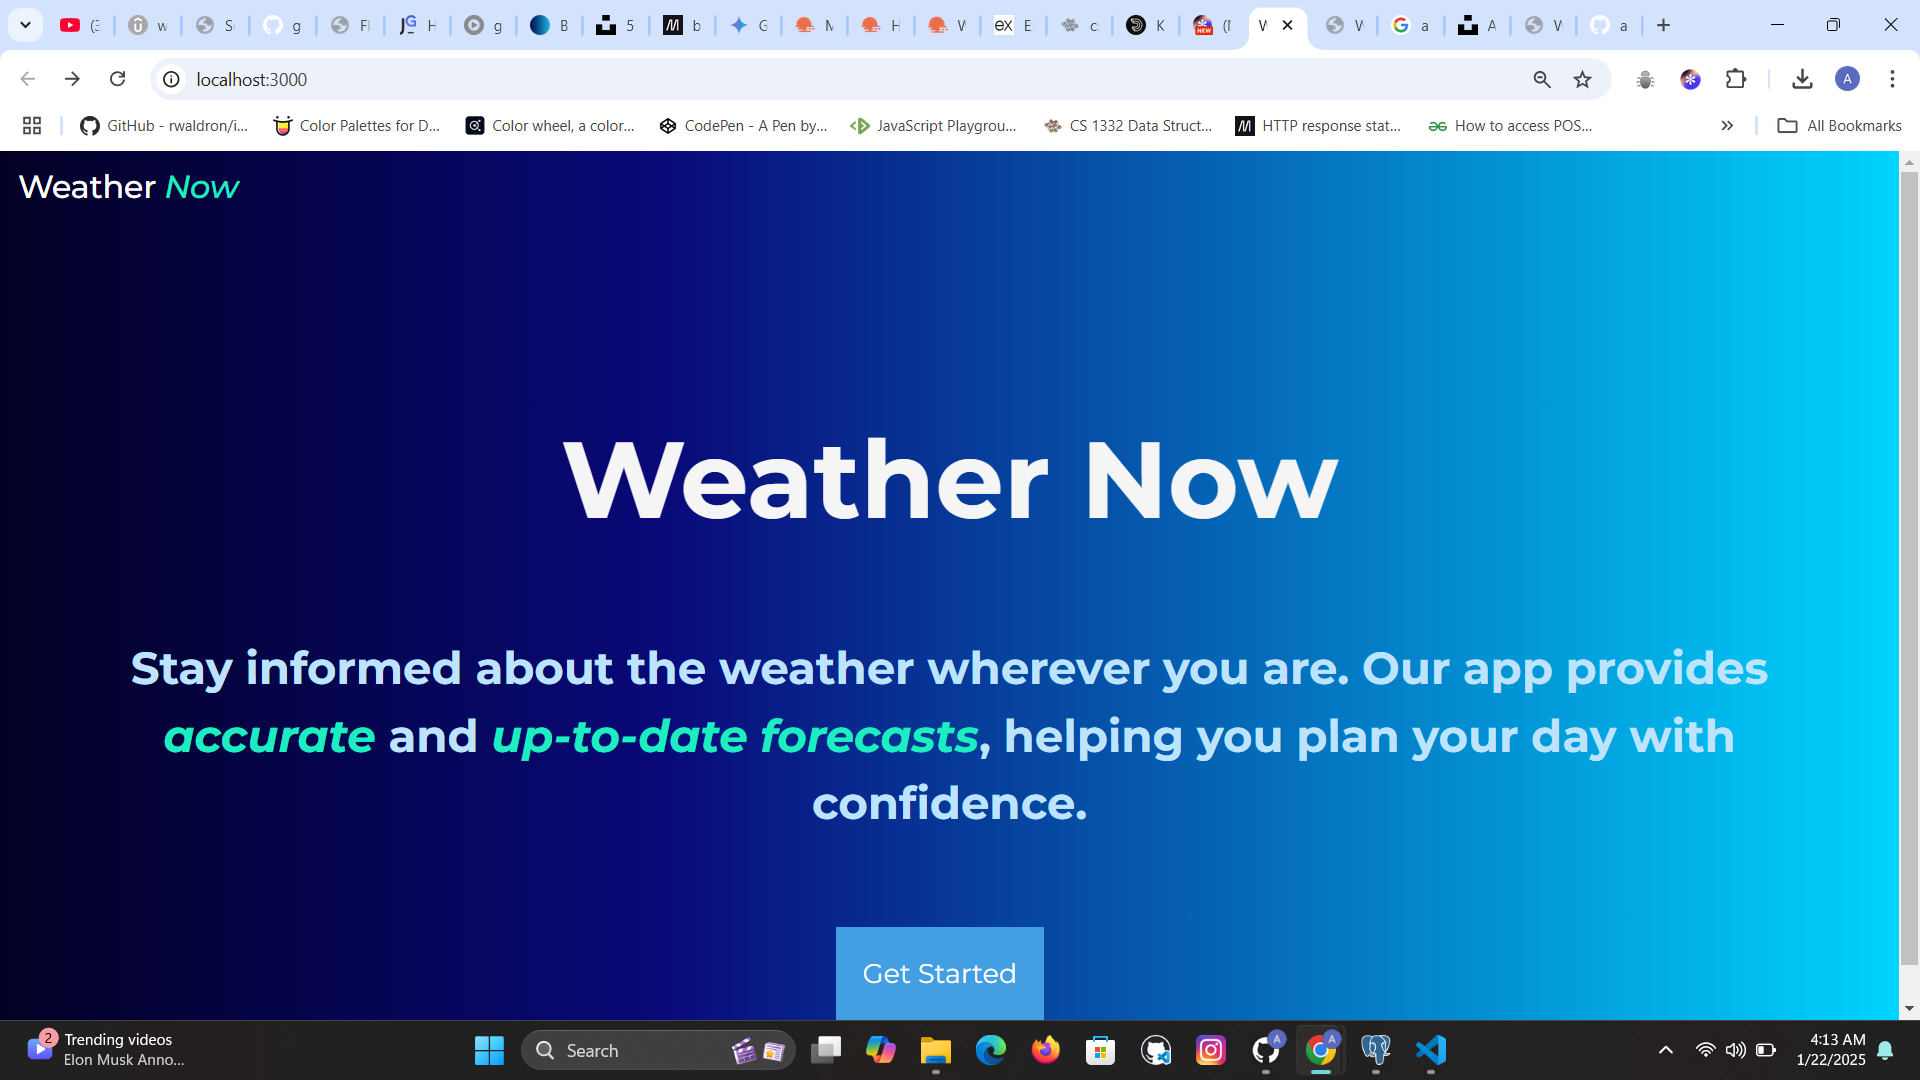 (3
w
S
g
Fl
H
g
B
5
b
G
M
H
W
E
c
K
(I
W
W
a
A
W
a
localhost:3000
A
GitHub - rwaldron/i...
Color Palettes for D...
Color wheel, a color...
CodePen - A Pen by...
JavaScript Playgrou...
CS 1332 Data Struct...
HTTP response stat...
How to access POS...
All Bookmarks
Weather Now
Weather Now
Stay informed about the weather wherever you are. Our app provides
accurate and up-to-date forecasts, helping you plan your day with
confidence.
Get Started
2
Trending videos
Elon Musk Anno...
Search
4:13 AM
1/22/2025